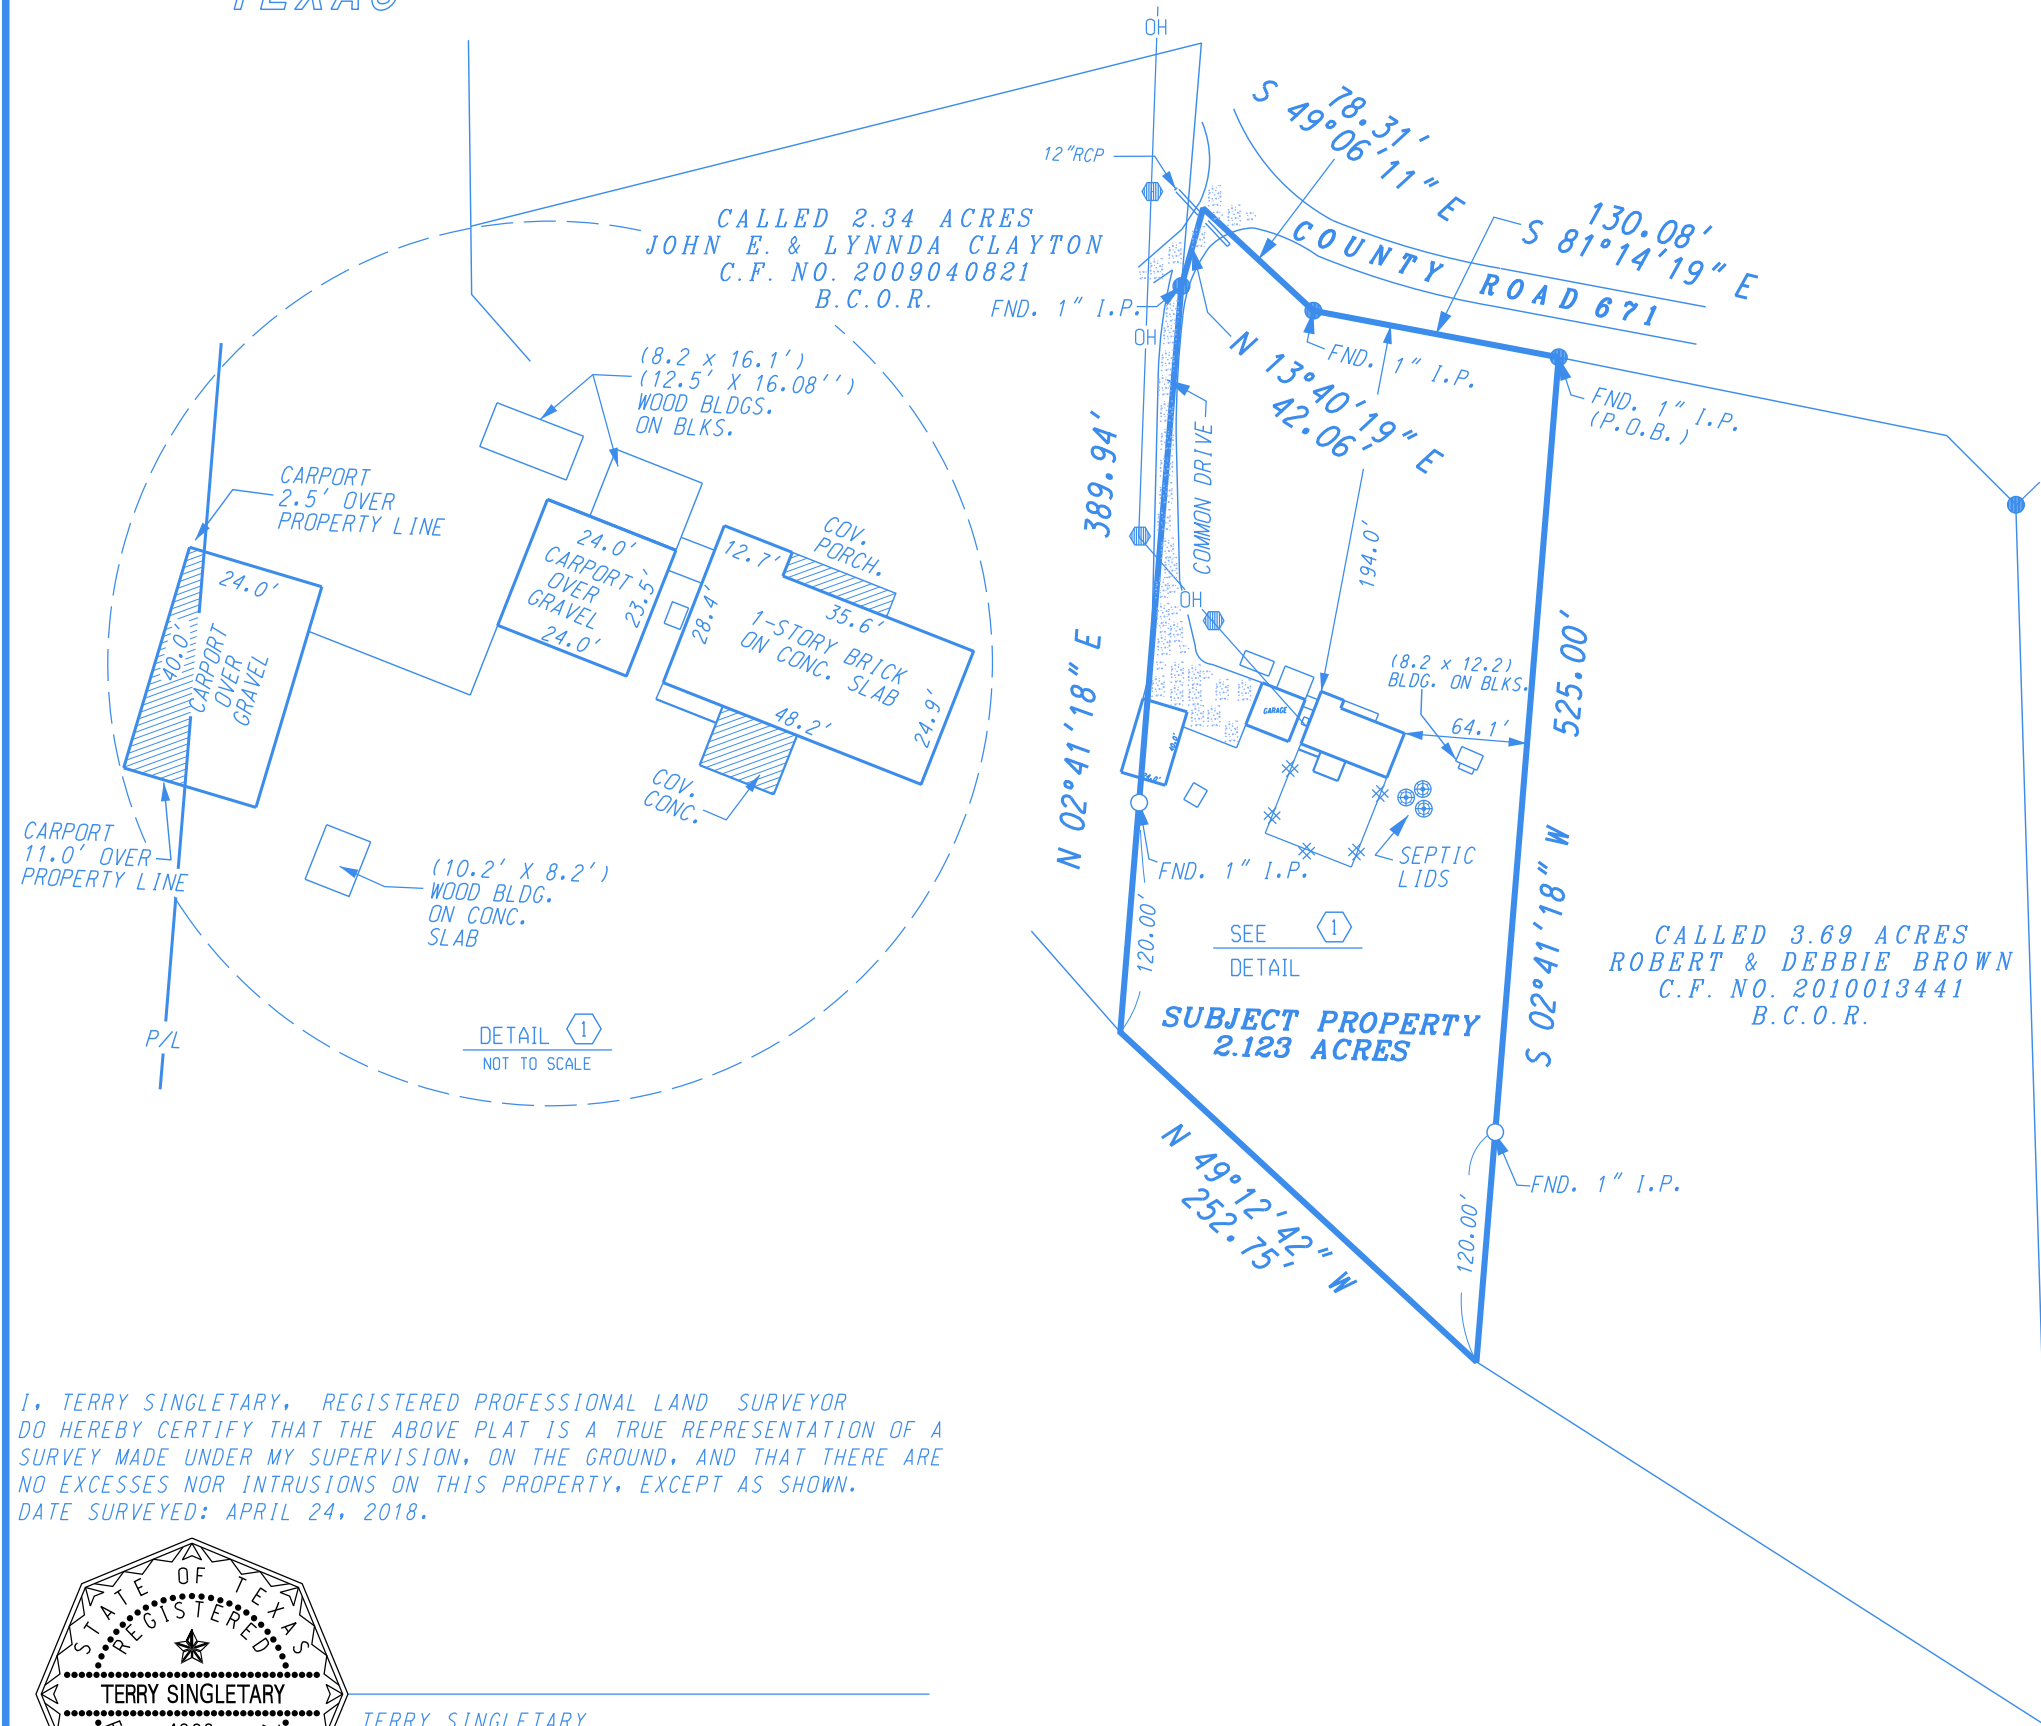 TEXAS
OH
78.31'
S 49°06'11" E
12"RCP
130.08'
S 81°14'19" E
COUNTY ROAD 671
CALLED 2.34 ACRES
JOHN E. & LYNNDA CLAYTON
C.F. NO. 2009040821
B.C.O.R.
FND. 1" I.P.
OH
FND. 1" I.P.
N 13°40'19" E
42.06'
FND. 1" I.P.
(P.O.B.)
(8.2 x 16.1')
(12.5' X 16.08'')
WOOD BLDGS.
ON BLKS.
CARPORT
2.5' OVER
PROPERTY LINE
24.0'
40.0'
CARPORT
OVER
GRAVEL
24.0'
CARPORT
OVER
GRAVEL
24.0'
23.5'
12.7'
COV.
PORCH.
35.6'
28.4'
1-STORY BRICK
ON CONC. SLAB
48.2'
24.9'
COV.
CONC.
CARPORT
11.0' OVER
PROPERTY LINE
(10.2' X 8.2')
WOOD BLDG.
ON CONC.
SLAB
P/L
DETAIL 1
NOT TO SCALE
N 02°41'18" E 389.94'
COMMON DRIVE
194.0'
OH
GARAGE
40.0'
24.0'
(8.2 x 12.2)
BLDG. ON BLKS.
64.1'
S 02°41'18" W 525.00'
FND. 1" I.P.
SEPTIC
LIDS
120.00'
SEE 1
DETAIL
SUBJECT PROPERTY
2.123 ACRES
CALLED 3.69 ACRES
ROBERT & DEBBIE BROWN
C.F. NO. 2010013441
B.C.O.R.
N 49°12'42" W
252.75'
FND. 1" I.P.
120.00'
I, TERRY SINGLETARY, REGISTERED PROFESSIONAL LAND SURVEYOR
DO HEREBY CERTIFY THAT THE ABOVE PLAT IS A TRUE REPRESENTATION OF A
SURVEY MADE UNDER MY SUPERVISION, ON THE GROUND, AND THAT THERE ARE
NO EXCESSES NOR INTRUSIONS ON THIS PROPERTY, EXCEPT AS SHOWN.
DATE SURVEYED: APRIL 24, 2018.
STATE OF TEXAS
REGISTERED
TERRY SINGLETARY
TERRY SINGLETARY